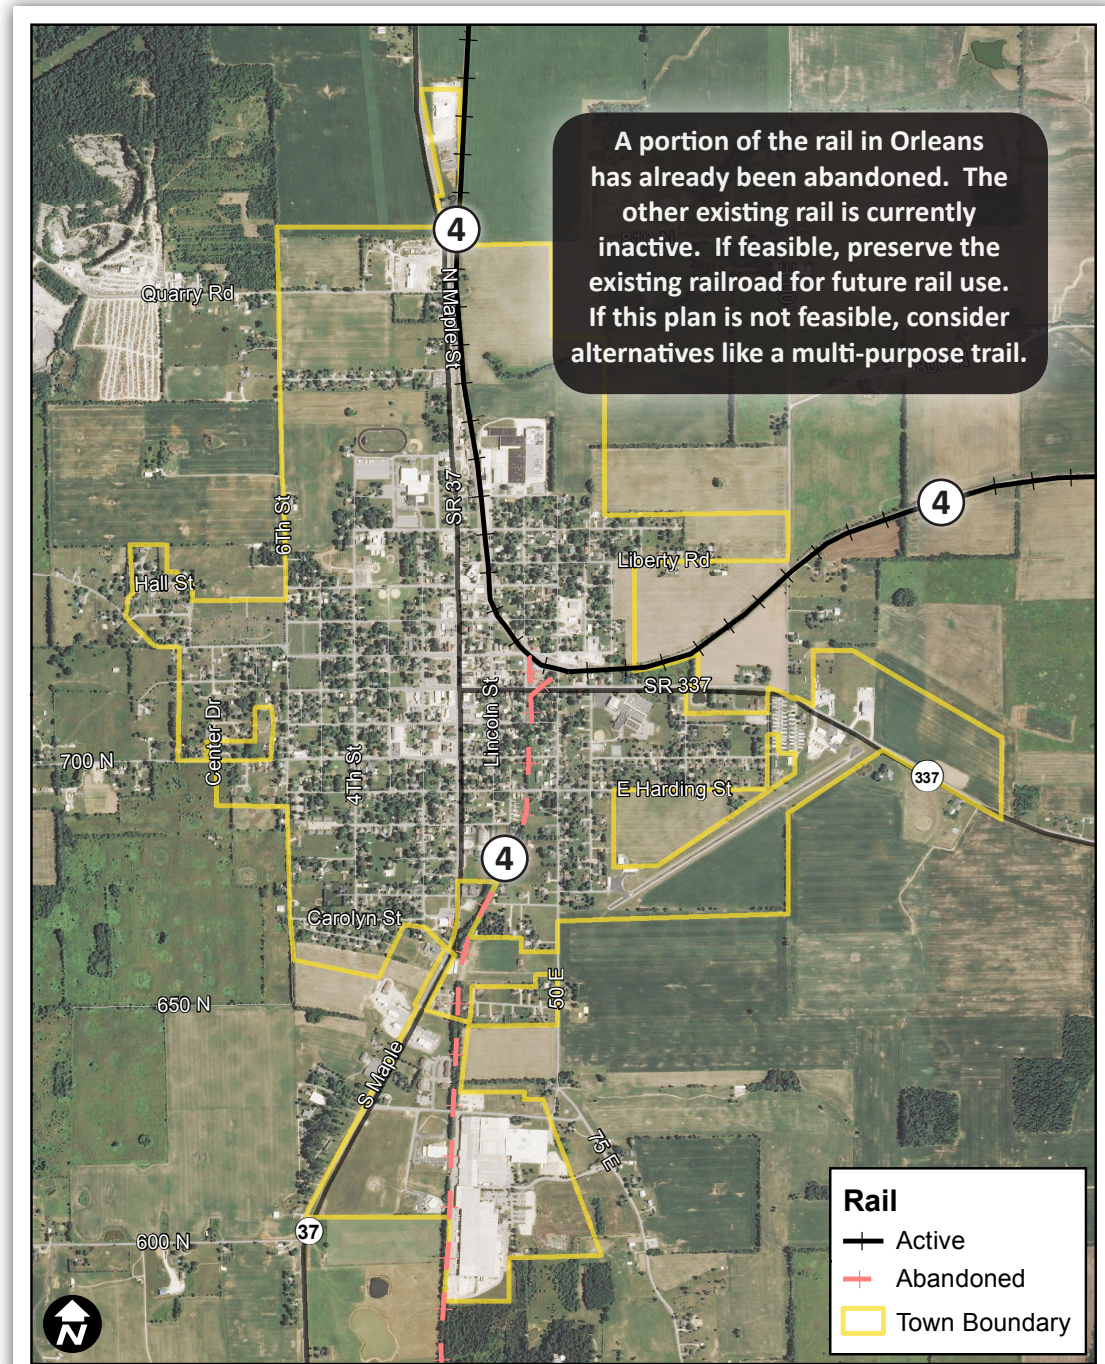 A portion of the rail in Orleans
has already been abandoned.  The
other existing rail is currently
inactive.  If feasible, preserve the
existing railroad for future rail use.
If this plan is not feasible, consider
alternatives like a multi-purpose trail.
4
Quarry Rd
N Maple St
SR 37
6Th St
4
Liberty Rd
Hall St
SR 337
Lincoln St
Center Dr
700 N
4Th St
E Harding St
337
4
Carolyn St
650 N
50 E
S Maple
75 E
37
600 N
N
Rail
Active
Abandoned
Town Boundary